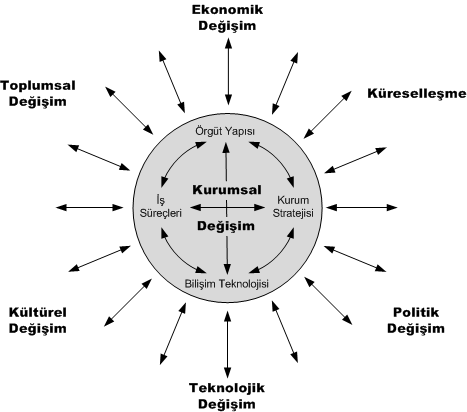 Ekonomik
Değişim
Toplumsal
Değişim
Küreselleşme
Örgüt Yapısı
İş
Süreçleri
Kurumsal
Değişim
Kurum
Stratejisi
Bilişim Teknolojisi
Kültürel
Değişim
Politik
Değişim
Teknolojik
Değişim